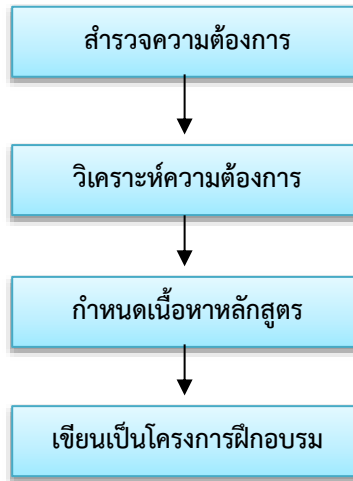 สำรวจความต้องการ
วิเคราะห์ความต้องการ
กำหนดเนื้อหาหลักสูตร
เขียนเป็นโครงการฝึกอบรม